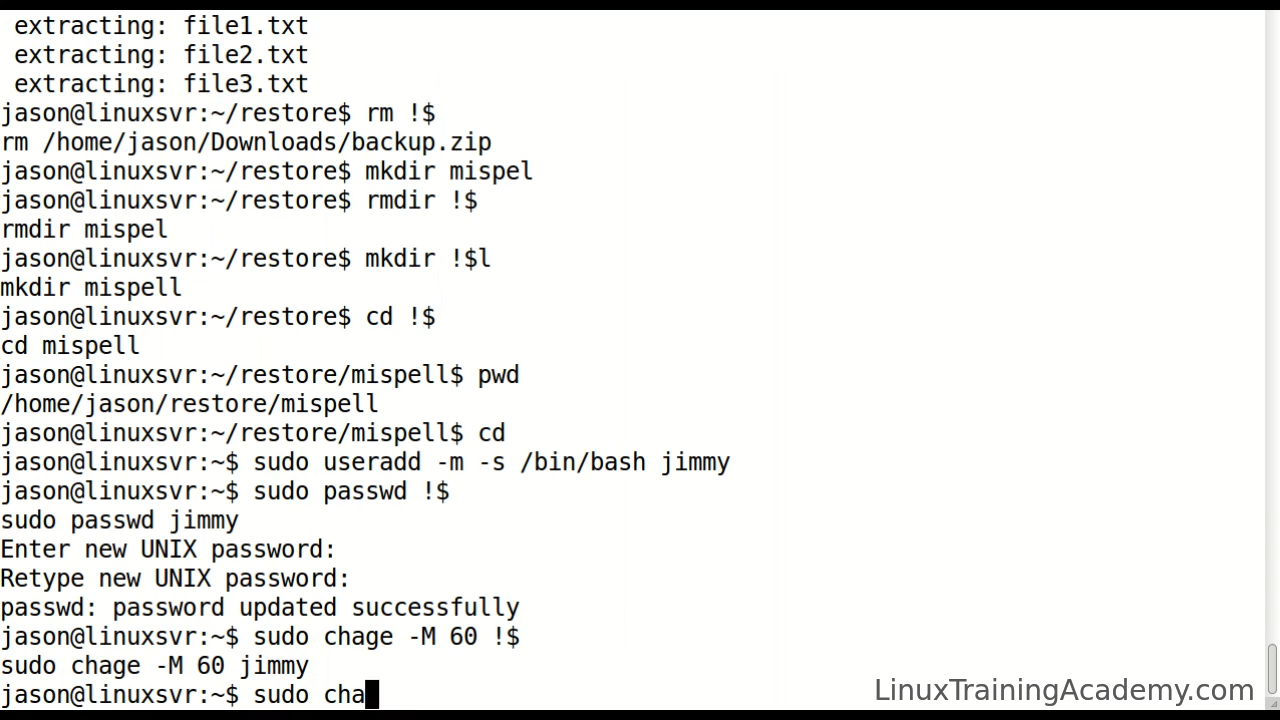 extracting: file1.txt
extracting: file2.txt
extracting: file3.txt
jason@linuxsvr:~/restore$ rm !$
rm /home/jason/Downloads/backup.zip
jason@linuxsvr:~/restore$ mkdir mispel
jason@linuxsvr:~/restore$ rmdir !$
rmdir mispel
jason@linuxsvr:~/restore$ mkdir !$l
mkdir mispell
jason@linuxsvr:~/restore$ cd !$
cd mispell
jason@linuxsvr:~/restore/mispell$ pwd
/home/jason/restore/mispell
jason@linuxsvr:~/restore/mispell$ cd
jason@linuxsvr:~$ sudo useradd -m -s /bin/bash jimmy
jason@linuxsvr:~$ sudo passwd !$
sudo passwd jimmy
Enter new UNIX password:
Retype new UNIX password:
passwd: password updated successfully
jason@linuxsvr:~$ sudo chage -M 60 !$
sudo chage -M 60 jimmy
jason@linuxsvr:~$ sudo cha
LinuxTrainingAcademy.com